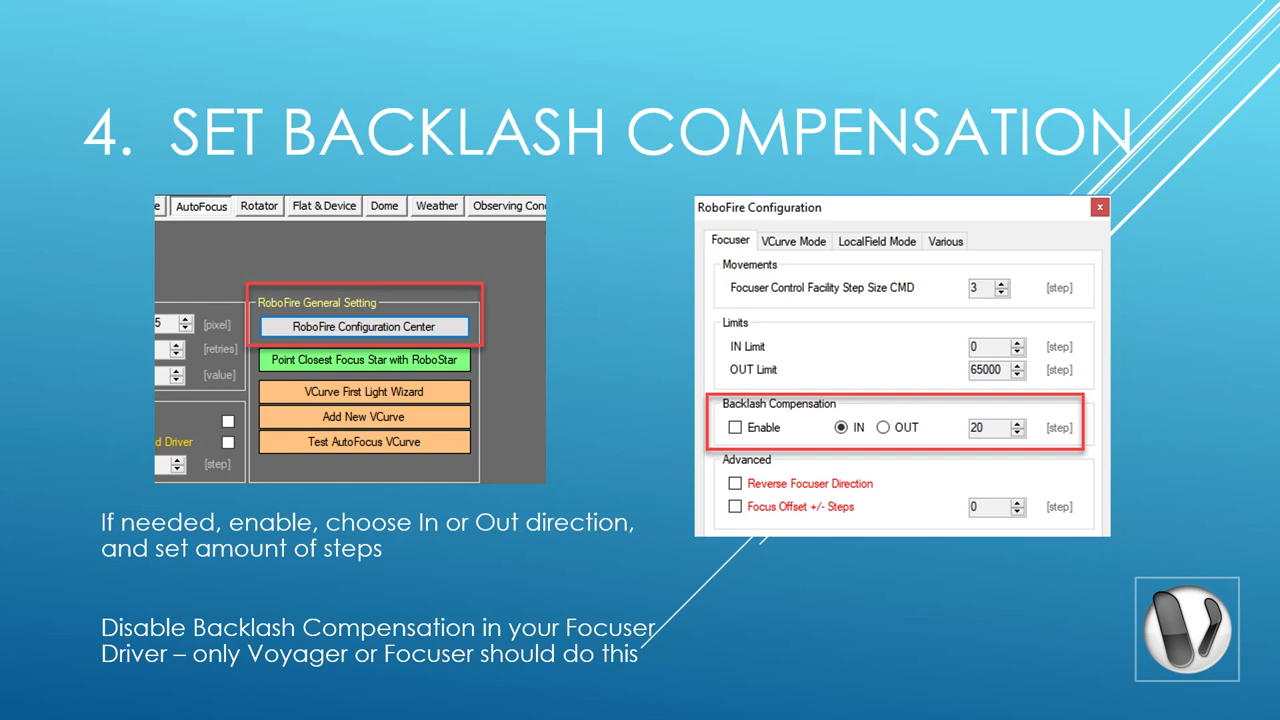 4. SET BACKLASH COMPENSATION
e AutoFocus Rotator Flat & Device Dome Weather Observing Con
RoboFire General Setting
5 [pixel] RoboFire Configuration Center
[retries] Point Closest Focus Star with RoboStar
[value]
VCurve First Light Wizard
Add New VCurve
d Driver Test AutoFocus VCurve
[step]
RoboFire Configuration x
Focuser VCurve Mode LocalField Mode Various
Movements
Focuser Control Facility Step Size CMD 3 [step]
Limits
IN Limit 0 [step]
OUT Limit 65000 [step]
Backlash Compensation
Enable IN OUT 20 [step]
Advanced
Reverse Focuser Direction
Focus Offset +/- Steps 0 [step]
If needed, enable, choose In or Out direction,
and set amount of steps
Disable Backlash Compensation in your Focuser
Driver – only Voyager or Focuser should do this